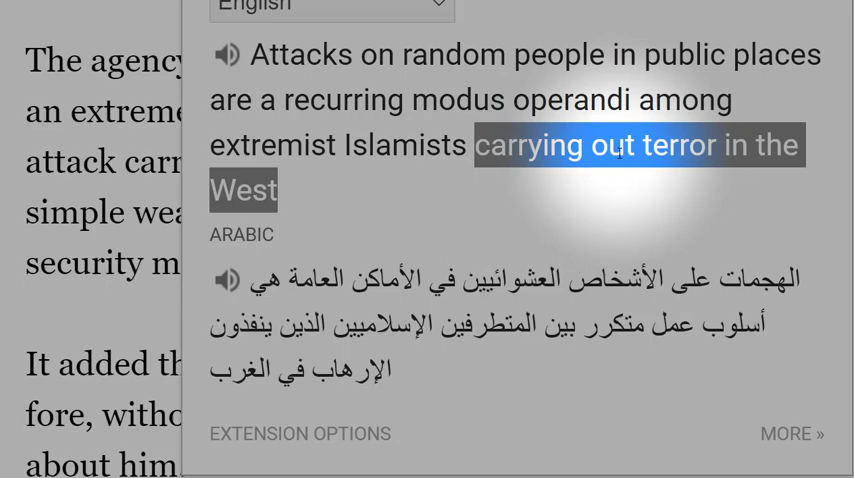 English
The agency
an extreme
attack carr
simple wea
security m
It added th
fore, witho
about him.
Attacks on random people in public places
are a recurring modus operandi among
extremist Islamists carrying out terror in the
West
ARABIC
الهجمات على الأشخاص العشوائيين في الأماكن العامة هي
أسلوب عمل متكرر بين المتطرفين الإسلاميين الذين ينفذون
الإرهاب في الغرب
EXTENSION OPTIONS
MORE »